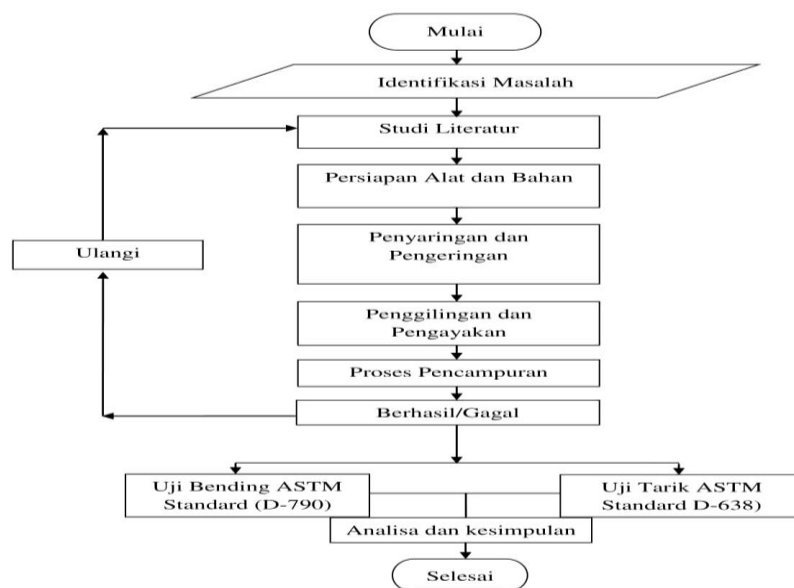 Mulai
Identifikasi Masalah
Studi Literatur
Persiapan Alat dan Bahan
Penyaringan dan
Pengeringan
Ulangi
Penggilingan dan
Pengayakan
Proses Pencampuran
Berhasil/Gagal
Uji Bending ASTM
Standard (D-790)
Uji Tarik ASTM
Standard D-638)
Analisa dan kesimpulan
Selesai